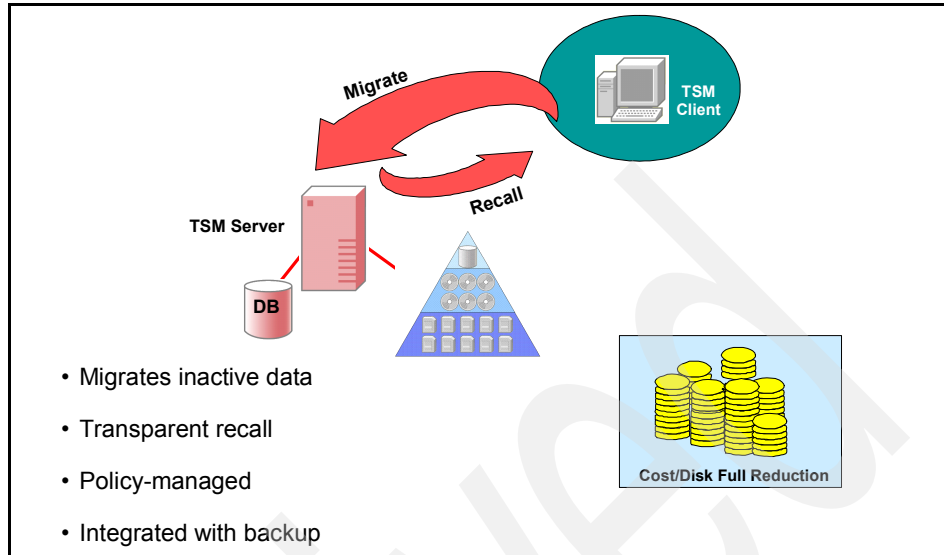 Migrate
TSM
Client
Recall
TSM Server
DB
• Migrates inactive data
• Transparent recall
• Policy-managed
• Integrated with backup
Cost/Disk Full Reduction